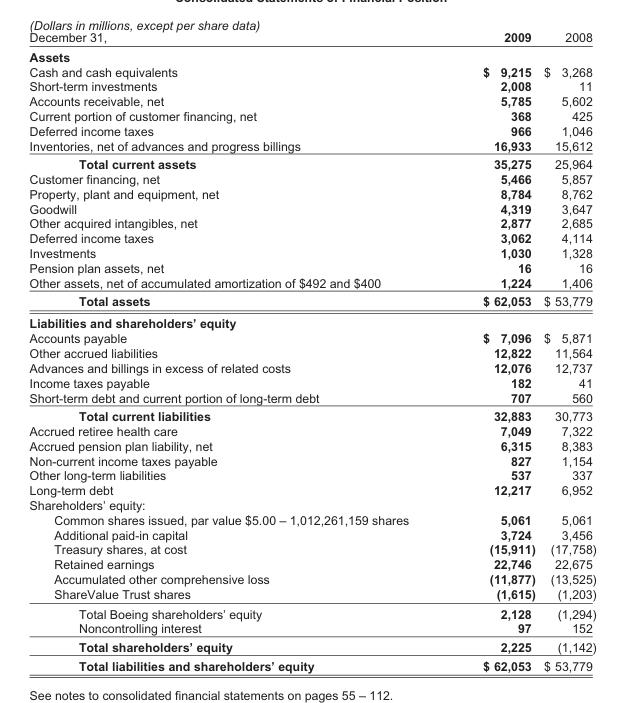 Consolidated Statements of Financial Position
(Dollars in millions, except per share data)
December 31, 2009 2008
Assets
Cash and cash equivalents $ 9,215 $ 3,268
Short-term investments 2,008 11
Accounts receivable, net 5,785 5,602
Current portion of customer financing, net 368 425
Deferred income taxes 966 1,046
Inventories, net of advances and progress billings 16,933 15,612
Total current assets 35,275 25,964
Customer financing, net 5,466 5,857
Property, plant and equipment, net 8,784 8,762
Goodwill 4,319 3,647
Other acquired intangibles, net 2,877 2,685
Deferred income taxes 3,062 4,114
Investments 1,030 1,328
Pension plan assets, net 16 16
Other assets, net of accumulated amortization of $492 and $400 1,224 1,406
Total assets $ 62,053 $ 53,779
Liabilities and shareholders' equity
Accounts payable $ 7,096 $ 5,871
Other accrued liabilities 12,822 11,564
Advances and billings in excess of related costs 12,076 12,737
Income taxes payable 182 41
Short-term debt and current portion of long-term debt 707 560
Total current liabilities 32,883 30,773
Accrued retiree health care 7,049 7,322
Accrued pension plan liability, net 6,315 8,383
Non-current income taxes payable 827 1,154
Other long-term liabilities 537 337
Long-term debt 12,217 6,952
Shareholders' equity:
Common shares issued, par value $5.00 – 1,012,261,159 shares 5,061 5,061
Additional paid-in capital 3,724 3,456
Treasury shares, at cost (15,911) (17,758)
Retained earnings 22,746 22,675
Accumulated other comprehensive loss (11,877) (13,525)
ShareValue Trust shares (1,615) (1,203)
Total Boeing shareholders' equity 2,128 (1,294)
Noncontrolling interest 97 152
Total shareholders' equity 2,225 (1,142)
Total liabilities and shareholders' equity $ 62,053 $ 53,779
See notes to consolidated financial statements on pages 55 – 112.